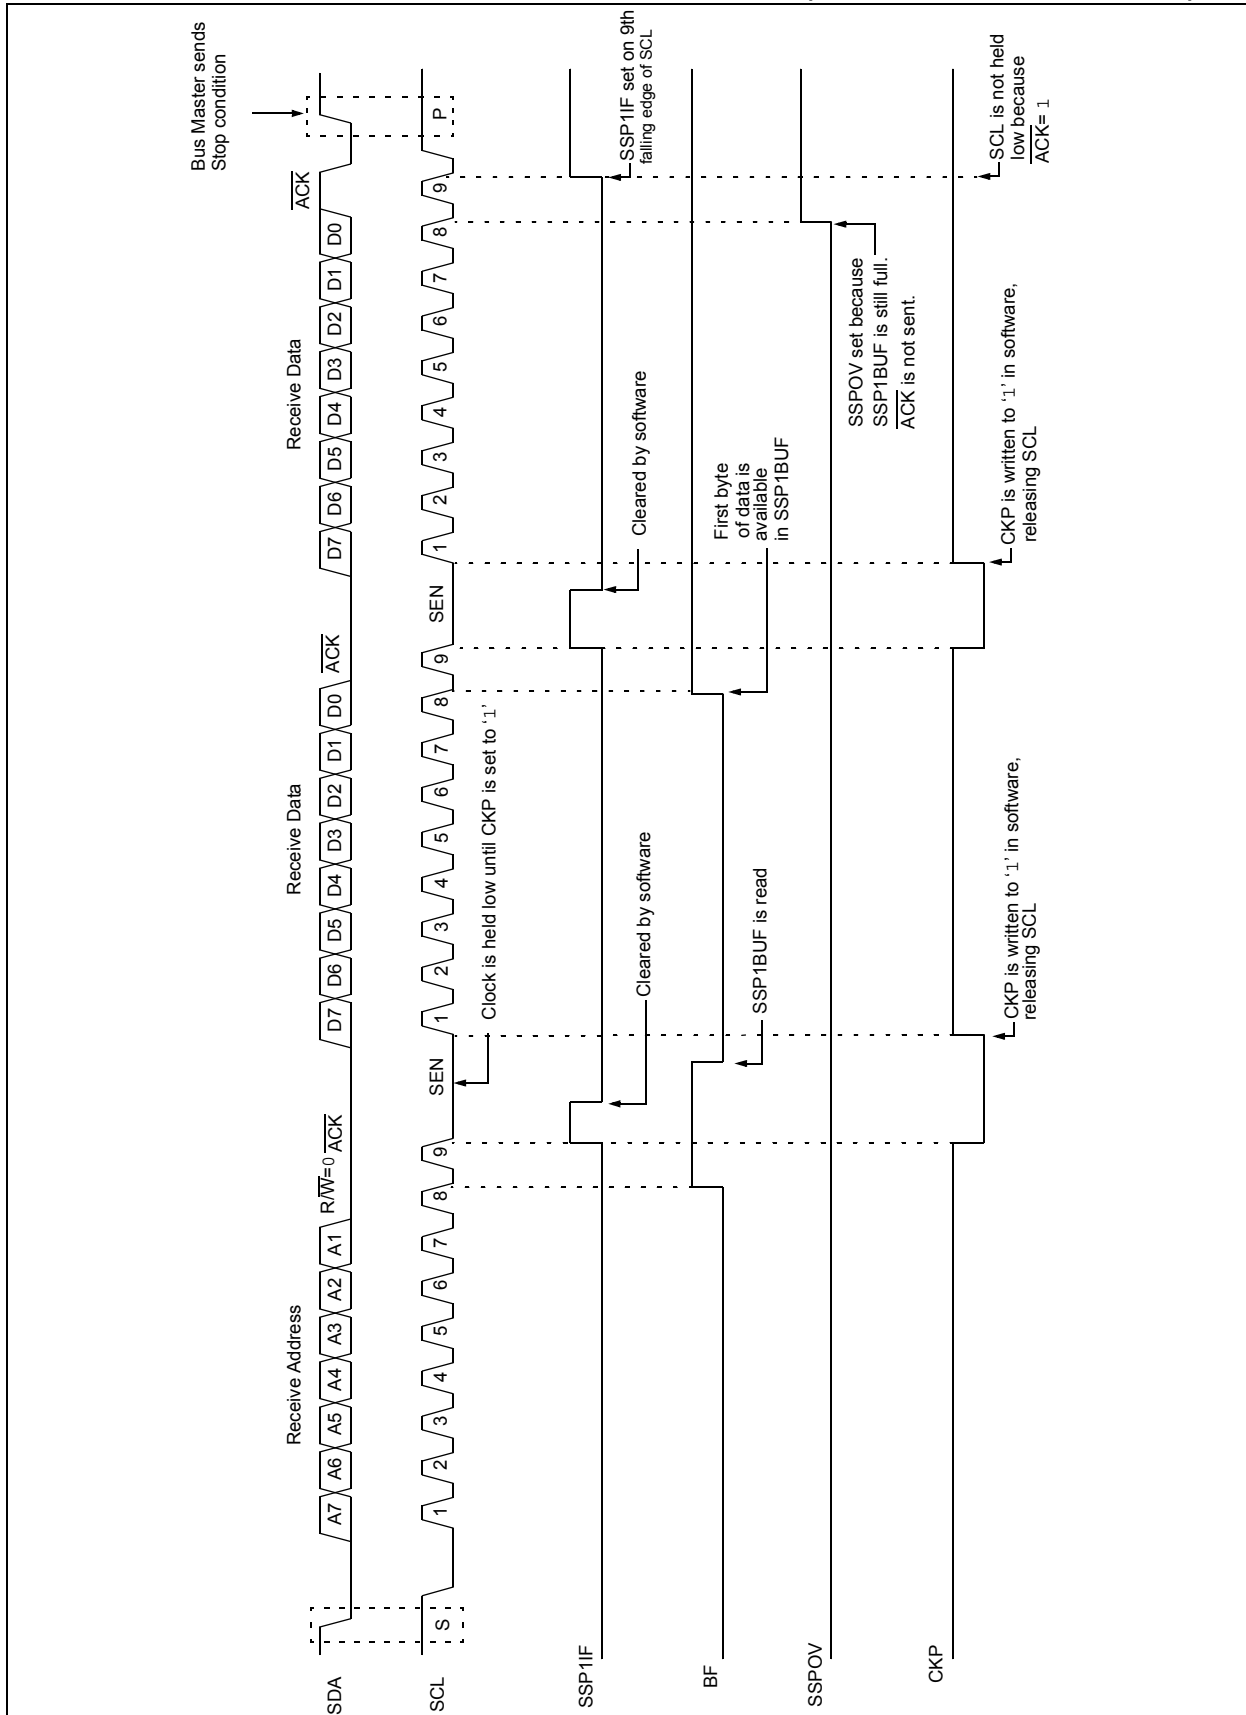 Bus Master sends
Stop condition
Receive Address
Receive Data
Receive Data
SDA
A7 A6 A5 A4 A3 A2 A1 R/W=0 ACK D7 D6 D5 D4 D3 D2 D1 D0 ACK D7 D6 D5 D4 D3 D2 D1 D0 ACK
SCL
S 1 2 3 4 5 6 7 8 9 SEN 1 2 3 4 5 6 7 8 9 SEN 1 2 3 4 5 6 7 8 9 P
Clock is held low until CKP is set to ‘1’
SSP1IF
Cleared by software
Cleared by software
SSP1IF set on 9th
falling edge of SCL
BF
SSP1BUF is read
First byte
of data is
available
in SSP1BUF
SSPOV
SSPOV set because
SSP1BUF is still full.
ACK is not sent.
CKP
CKP is written to ‘1’ in software,
releasing SCL
CKP is written to ‘1’ in software,
releasing SCL
SCL is not held
low because
ACK= 1